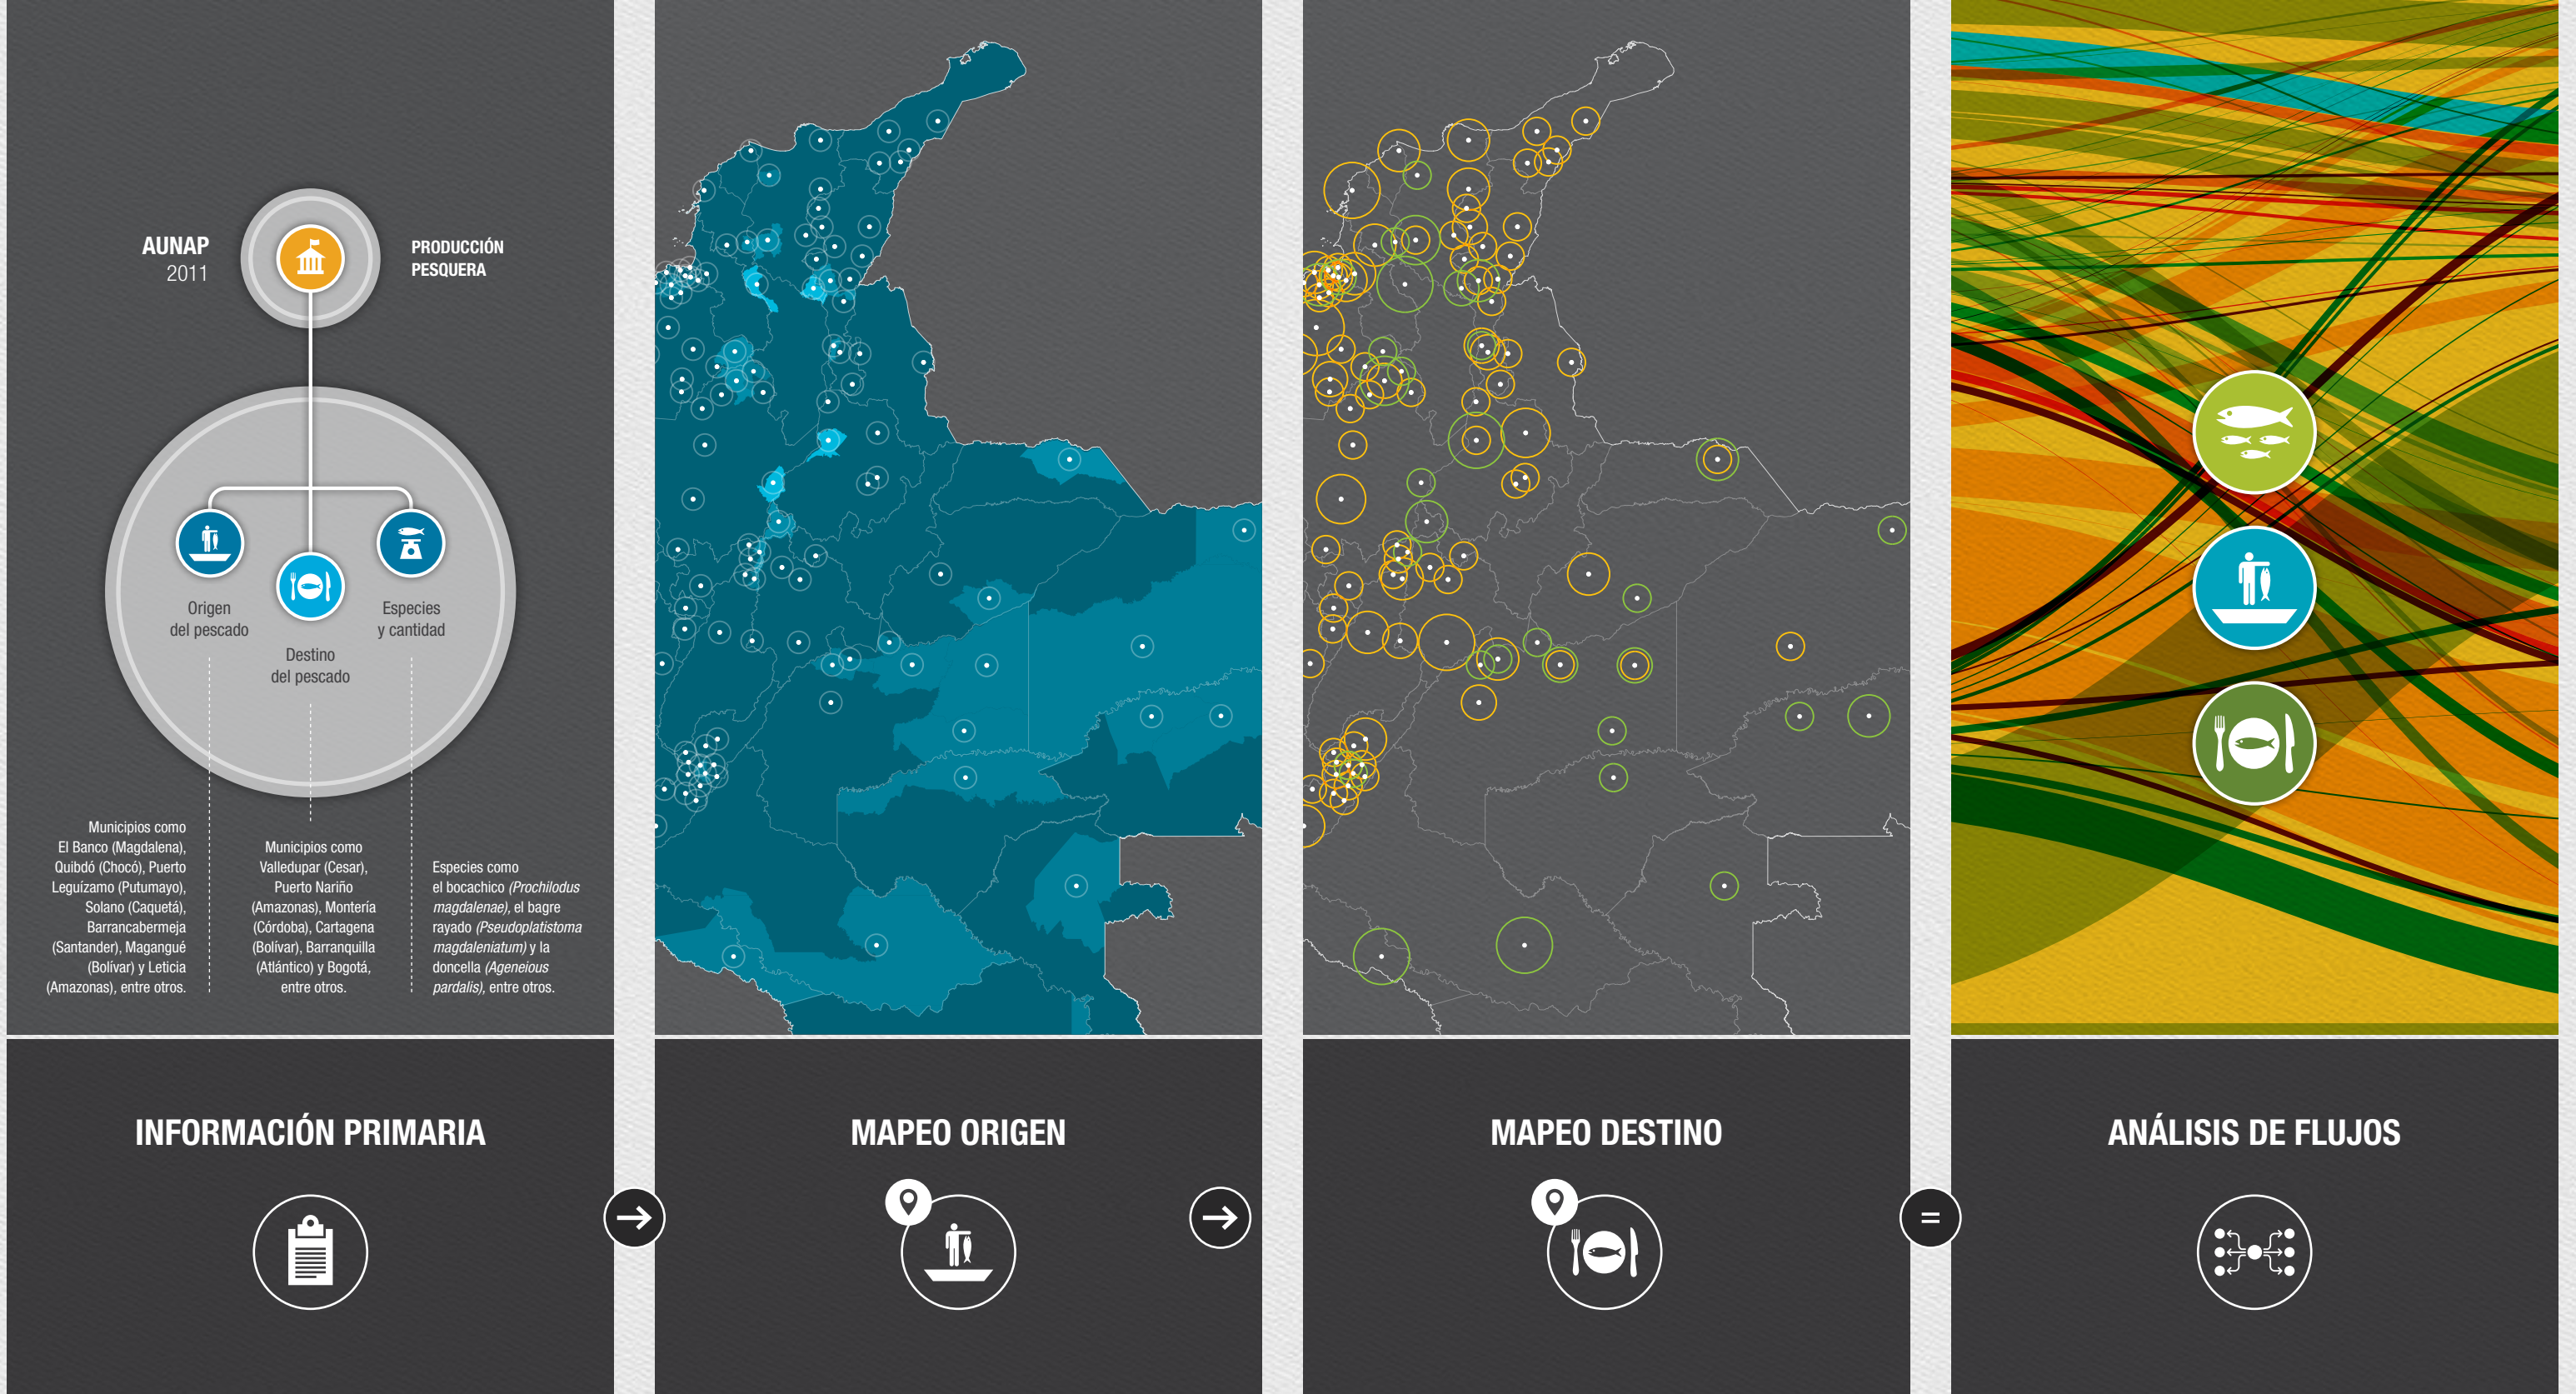 AUNAP
2011
PRODUCCIÓN
PESQUERA
Origen
del pescado
Destino
del pescado
Especies
y cantidad
Municipios como
El Banco (Magdalena),
Quibdó (Chocó), Puerto
Leguízamo (Putumayo),
Solano (Caquetá),
Barrancabermeja
(Santander), Magangué
(Bolívar) y Leticia
(Amazonas), entre otros.
Municipios como
Valledupar (Cesar),
Puerto Nariño
(Amazonas), Montería
(Córdoba), Cartagena
(Bolívar), Barranquilla
(Atlántico) y Bogotá,
entre otros.
Especies como
el bocachico (Prochilodus
magdalenae), el bagre
rayado (Pseudoplatistoma
magdaleniatum) y la
doncella (Ageneious
pardalis), entre otros.
INFORMACIÓN PRIMARIA
MAPEO ORIGEN
MAPEO DESTINO
=
ANÁLISIS DE FLUJOS